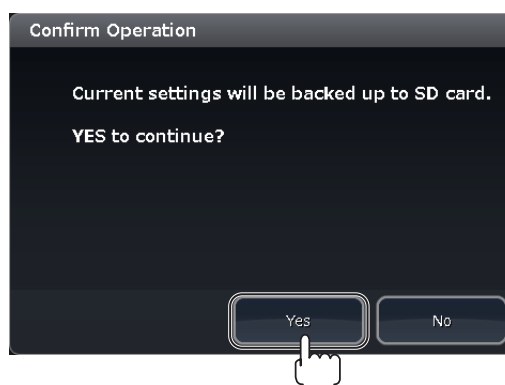 Confirm Operation
Current settings will be backed up to SD card.
YES to continue?
Yes
No